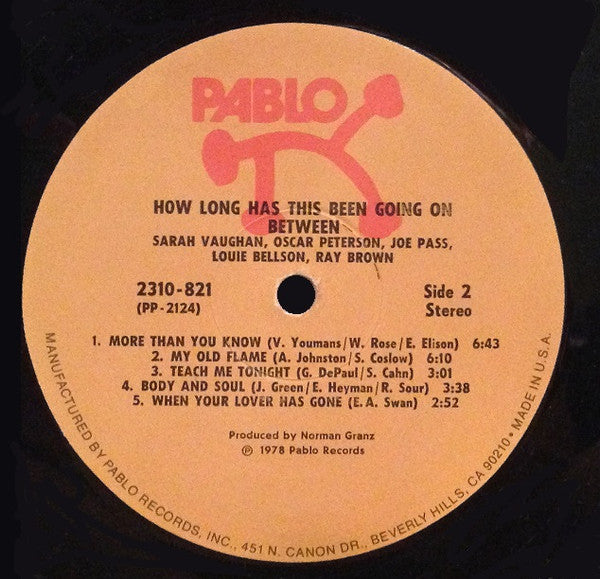 PABLO
HOW LONG HAS THIS BEEN GOING ON
BETWEEN
SARAH VAUGHAN, OSCAR PETERSON, JOE PASS,
LOUIE BELLSON, RAY BROWN
2310-821
(PP-2124)
Side 2
Stereo
1. MORE THAN YOU KNOW (V. Youmans/W. Rose/E. Elison) 6:43
2. MY OLD FLAME (A. Johnston/S. Coslow) 6:10
3. TEACH ME TONIGHT (G. DePaul/S. Cahn) 3:01
4. BODY AND SOUL (J. Green/E. Heyman/R. Sour) 3:38
5. WHEN YOUR LOVER HAS GONE (E.A. Swan) 2:52
Produced by Norman Granz
℗ 1978 Pablo Records
MANUFACTURED BY PABLO RECORDS, INC., 451 N. CANON DR., BEVERLY HILLS, CA 90210 • MADE IN U.S.A.